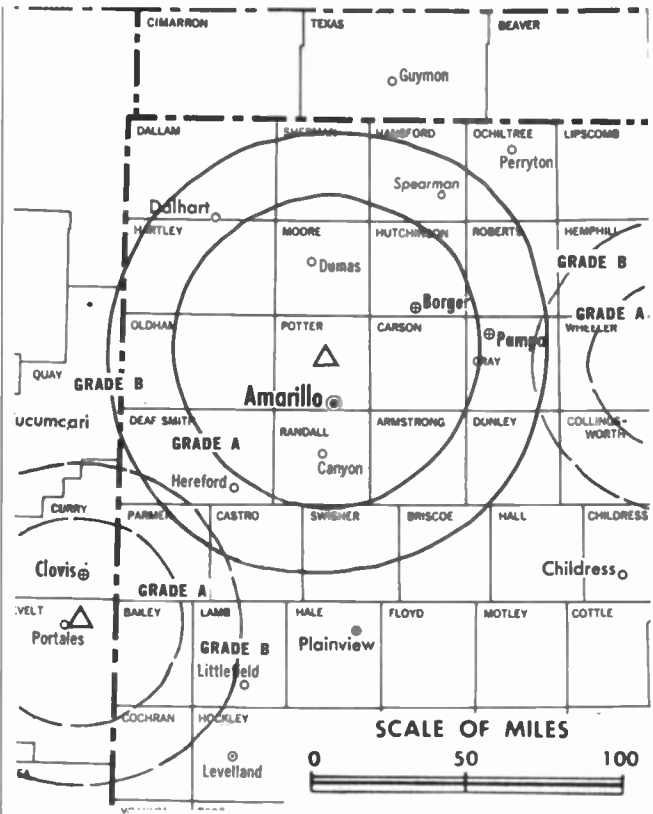 CIMARRON
TEXAS
BEAVER
Guymon
DALLAM
SHERMAN
HANSFORD
OCHILTREE
LIPSCOMB
Perryton
Spearman
Dalhart
HARTLEY
MOORE
HUTCHINSON
ROBERTS
HEMPHILL
Dumas
GRADE B
Borger
GRADE A
OLDHAM
POTTER
CARSON
WHEELER
Pampa
GRAY
QUAY
GRADE B
Amarillo
ucumcari
DEAF SMITH
RANDALL
ARMSTRONG
DONLEY
COLLINGS-
WORTH
GRADE A
Canyon
Hereford
CURRY
PARMER
CASTRO
SWISHER
BRISCOE
HALL
CHILDRESS
Clovis
Childress
GRADE A
VELT
BAILEY
LAMB
HALE
FLOYD
MOTLEY
COTTLE
Portales
GRADE B
Plainview
Littlefield
COCHRAN
HOCKLEY
SCALE OF MILES
Levelland
0 50 100